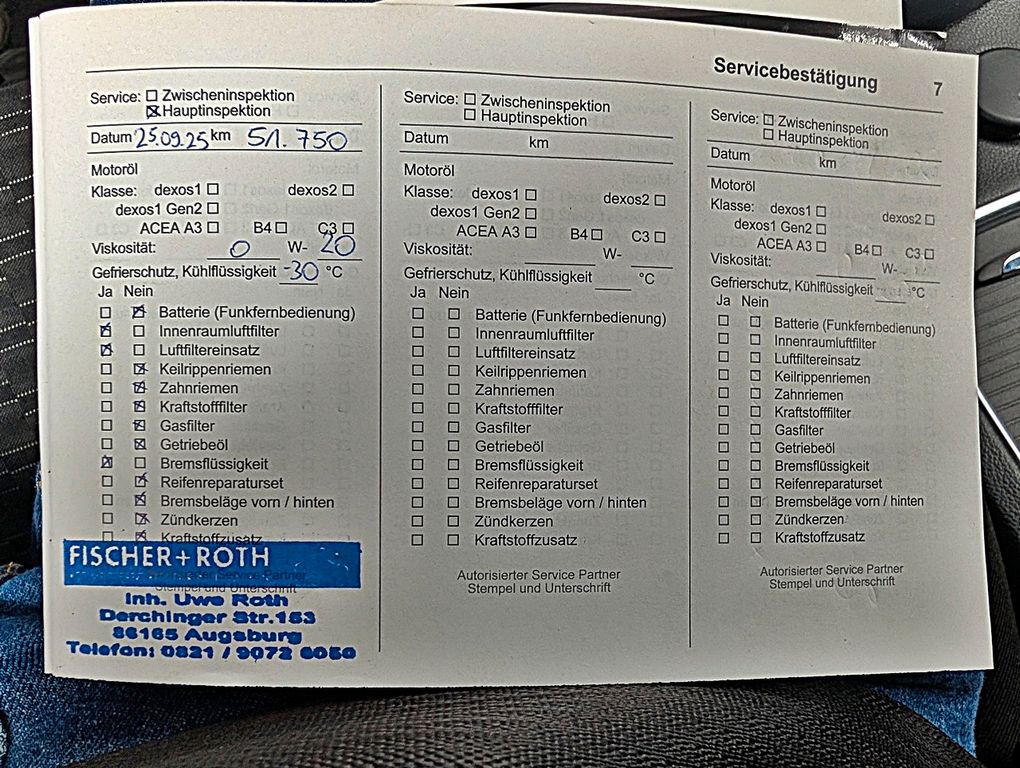 Servicebestätigung 7
Service: ☐ Zwischeninspektion
☒ Hauptinspektion
Datum 25.09.25 km 51.750
Motoröl
Klasse: dexos1 ☐ dexos2 ☐
dexos1 Gen2 ☐
ACEA A3 ☐ B4 ☐ C3 ☐
Viskosität: 0 W- 20
Gefrierschutz, Kühlflüssigkeit -30 °C
Ja Nein
☐ ☒ Batterie (Funkfernbedienung)
☒ ☐ Innenraumluftfilter
☒ ☐ Luftfiltereinsatz
☐ ☒ Keilrippenriemen
☐ ☒ Zahnriemen
☐ ☒ Kraftstofffilter
☐ ☒ Gasfilter
☐ ☒ Getriebeöl
☒ ☐ Bremsflüssigkeit
☐ ☒ Reifenreparaturset
☐ ☒ Bremsbeläge vorn / hinten
☐ ☒ Zündkerzen
☐ ☒ Kraftstoffzusatz
FISCHER+ROTH
Service Partner
Stempel und Unterschrift
Inh. Uwe Roth
Derchinger Str.153
86165 Augsburg
Telefon: 0821 / 9072 6050
Service: ☐ Zwischeninspektion
☐ Hauptinspektion
Datum km
Motoröl
Klasse: dexos1 ☐ dexos2 ☐
dexos1 Gen2 ☐
ACEA A3 ☐ B4 ☐ C3 ☐
Viskosität: W-
Gefrierschutz, Kühlflüssigkeit °C
Ja Nein
☐ ☐ Batterie (Funkfernbedienung)
☐ ☐ Innenraumluftfilter
☐ ☐ Luftfiltereinsatz
☐ ☐ Keilrippenriemen
☐ ☐ Zahnriemen
☐ ☐ Kraftstofffilter
☐ ☐ Gasfilter
☐ ☐ Getriebeöl
☐ ☐ Bremsflüssigkeit
☐ ☐ Reifenreparaturset
☐ ☐ Bremsbeläge vorn / hinten
☐ ☐ Zündkerzen
☐ ☐ Kraftstoffzusatz
Autorisierter Service Partner
Stempel und Unterschrift
Service: ☐ Zwischeninspektion
☐ Hauptinspektion
Datum km
Motoröl
Klasse: dexos1 ☐ dexos2 ☐
dexos1 Gen2 ☐
ACEA A3 ☐ B4 ☐ C3 ☐
Viskosität: W-
Gefrierschutz, Kühlflüssigkeit °C
Ja Nein
☐ ☐ Batterie (Funkfernbedienung)
☐ ☐ Innenraumluftfilter
☐ ☐ Luftfiltereinsatz
☐ ☐ Keilrippenriemen
☐ ☐ Zahnriemen
☐ ☐ Kraftstofffilter
☐ ☐ Gasfilter
☐ ☐ Getriebeöl
☐ ☐ Bremsflüssigkeit
☐ ☐ Reifenreparaturset
☐ ☐ Bremsbeläge vorn / hinten
☐ ☐ Zündkerzen
☐ ☐ Kraftstoffzusatz
Autorisierter Service Partner
Stempel und Unterschrift